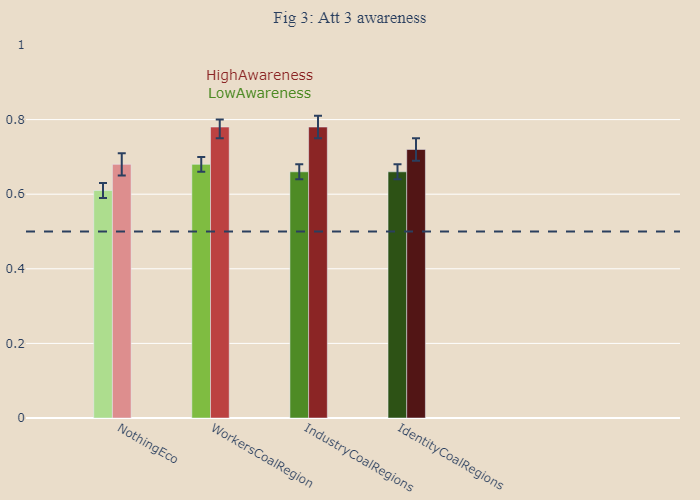 Fig 3: Att 3 awareness
1
HighAwareness
LowAwareness
0.8
0.6
0.4
0.2
0
NothingEco
WorkersCoalRegion
IndustryCoalRegions
IdentityCoalRegions